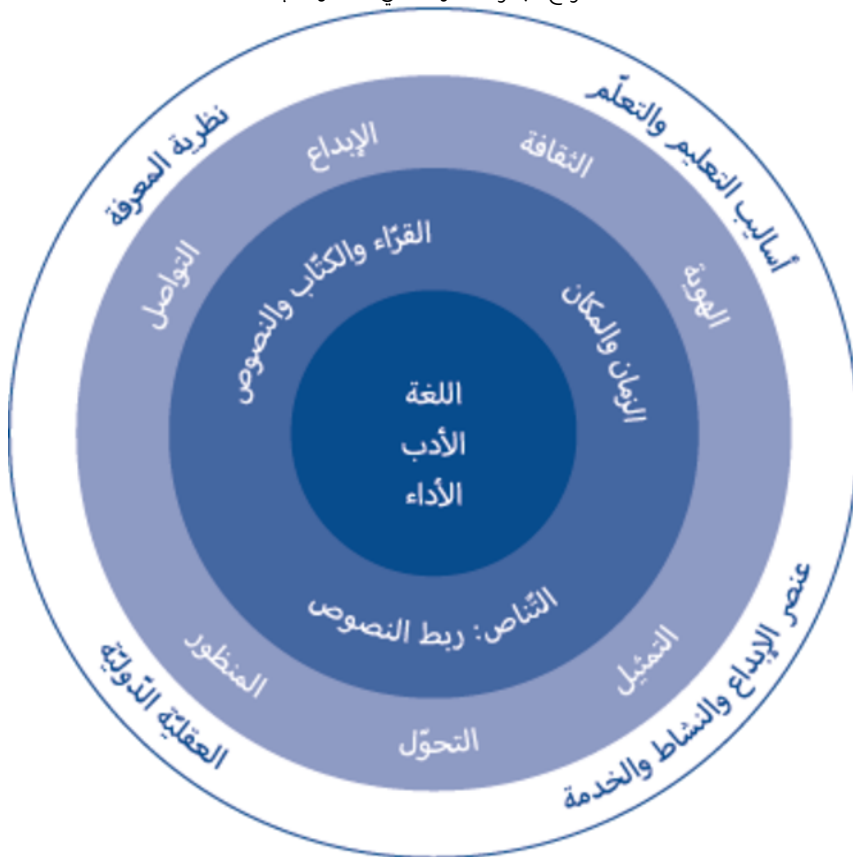 أساليب التعليم والتعلّم
نظرية المعرفة
الثقافة
الإبداع
الهوية
التواصل
القرّاء والكتّاب والنصوص
الزمان والمكان
اللغة
الأدب
الأداء
التّناص: ربط النصوص
التمثيل
المنظور
التحوّل
عنصر الإبداع والنشاط والخدمة
العقليّة الدّوليّة